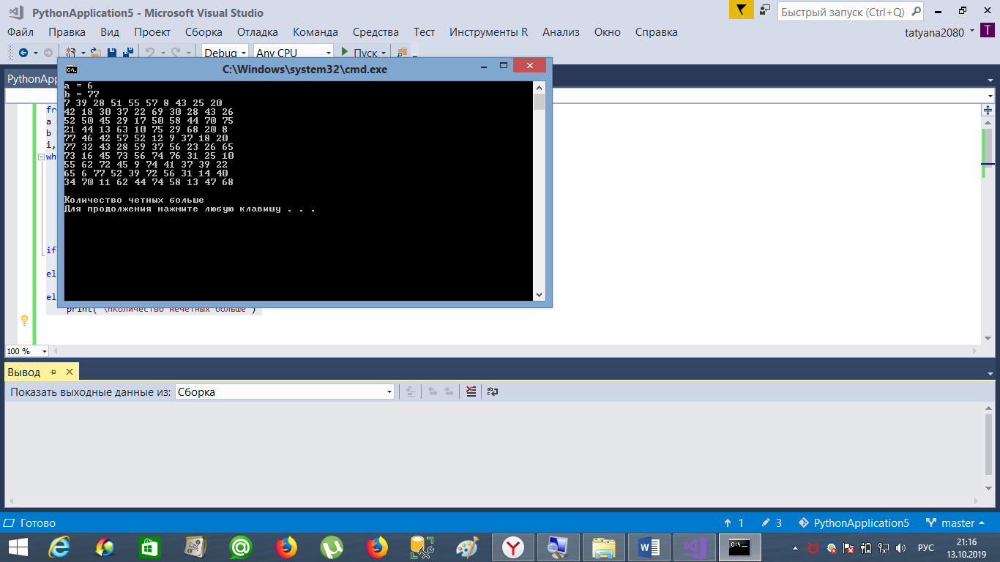 PythonApplication5 - Microsoft Visual Studio
Быстрый запуск (Ctrl+Q)
Файл Правка Вид Проект Сборка Отладка Команда Средства Тест Инструменты R Анализ Окно Справка
tatyana2080 T
Debug Any CPU Пуск
C:\Windows\system32\cmd.exe
a = 6
b = 77
7 39 28 51 55 57 8 43 25 20
42 18 30 37 22 69 30 28 43 26
52 50 45 29 17 50 58 44 70 75
21 44 13 63 10 75 29 68 20 8
77 46 42 57 52 12 9 37 18 20
77 32 43 28 59 37 56 23 26 65
73 16 45 73 56 74 76 31 25 10
55 62 72 45 9 74 41 37 39 22
65 6 77 52 39 72 56 31 14 40
34 70 11 62 44 74 58 13 47 68
Количество четных больше
Для продолжения нажмите любую клавишу . . .
PythonApp
fr
a
b
i,
wh
if
el
el
print( \nколичество нечетных больше )
100 %
Вывод
Показать выходные данные из: Сборка
Готово
1 3 PythonApplication5 master
РУС
21:16
13.10.2019